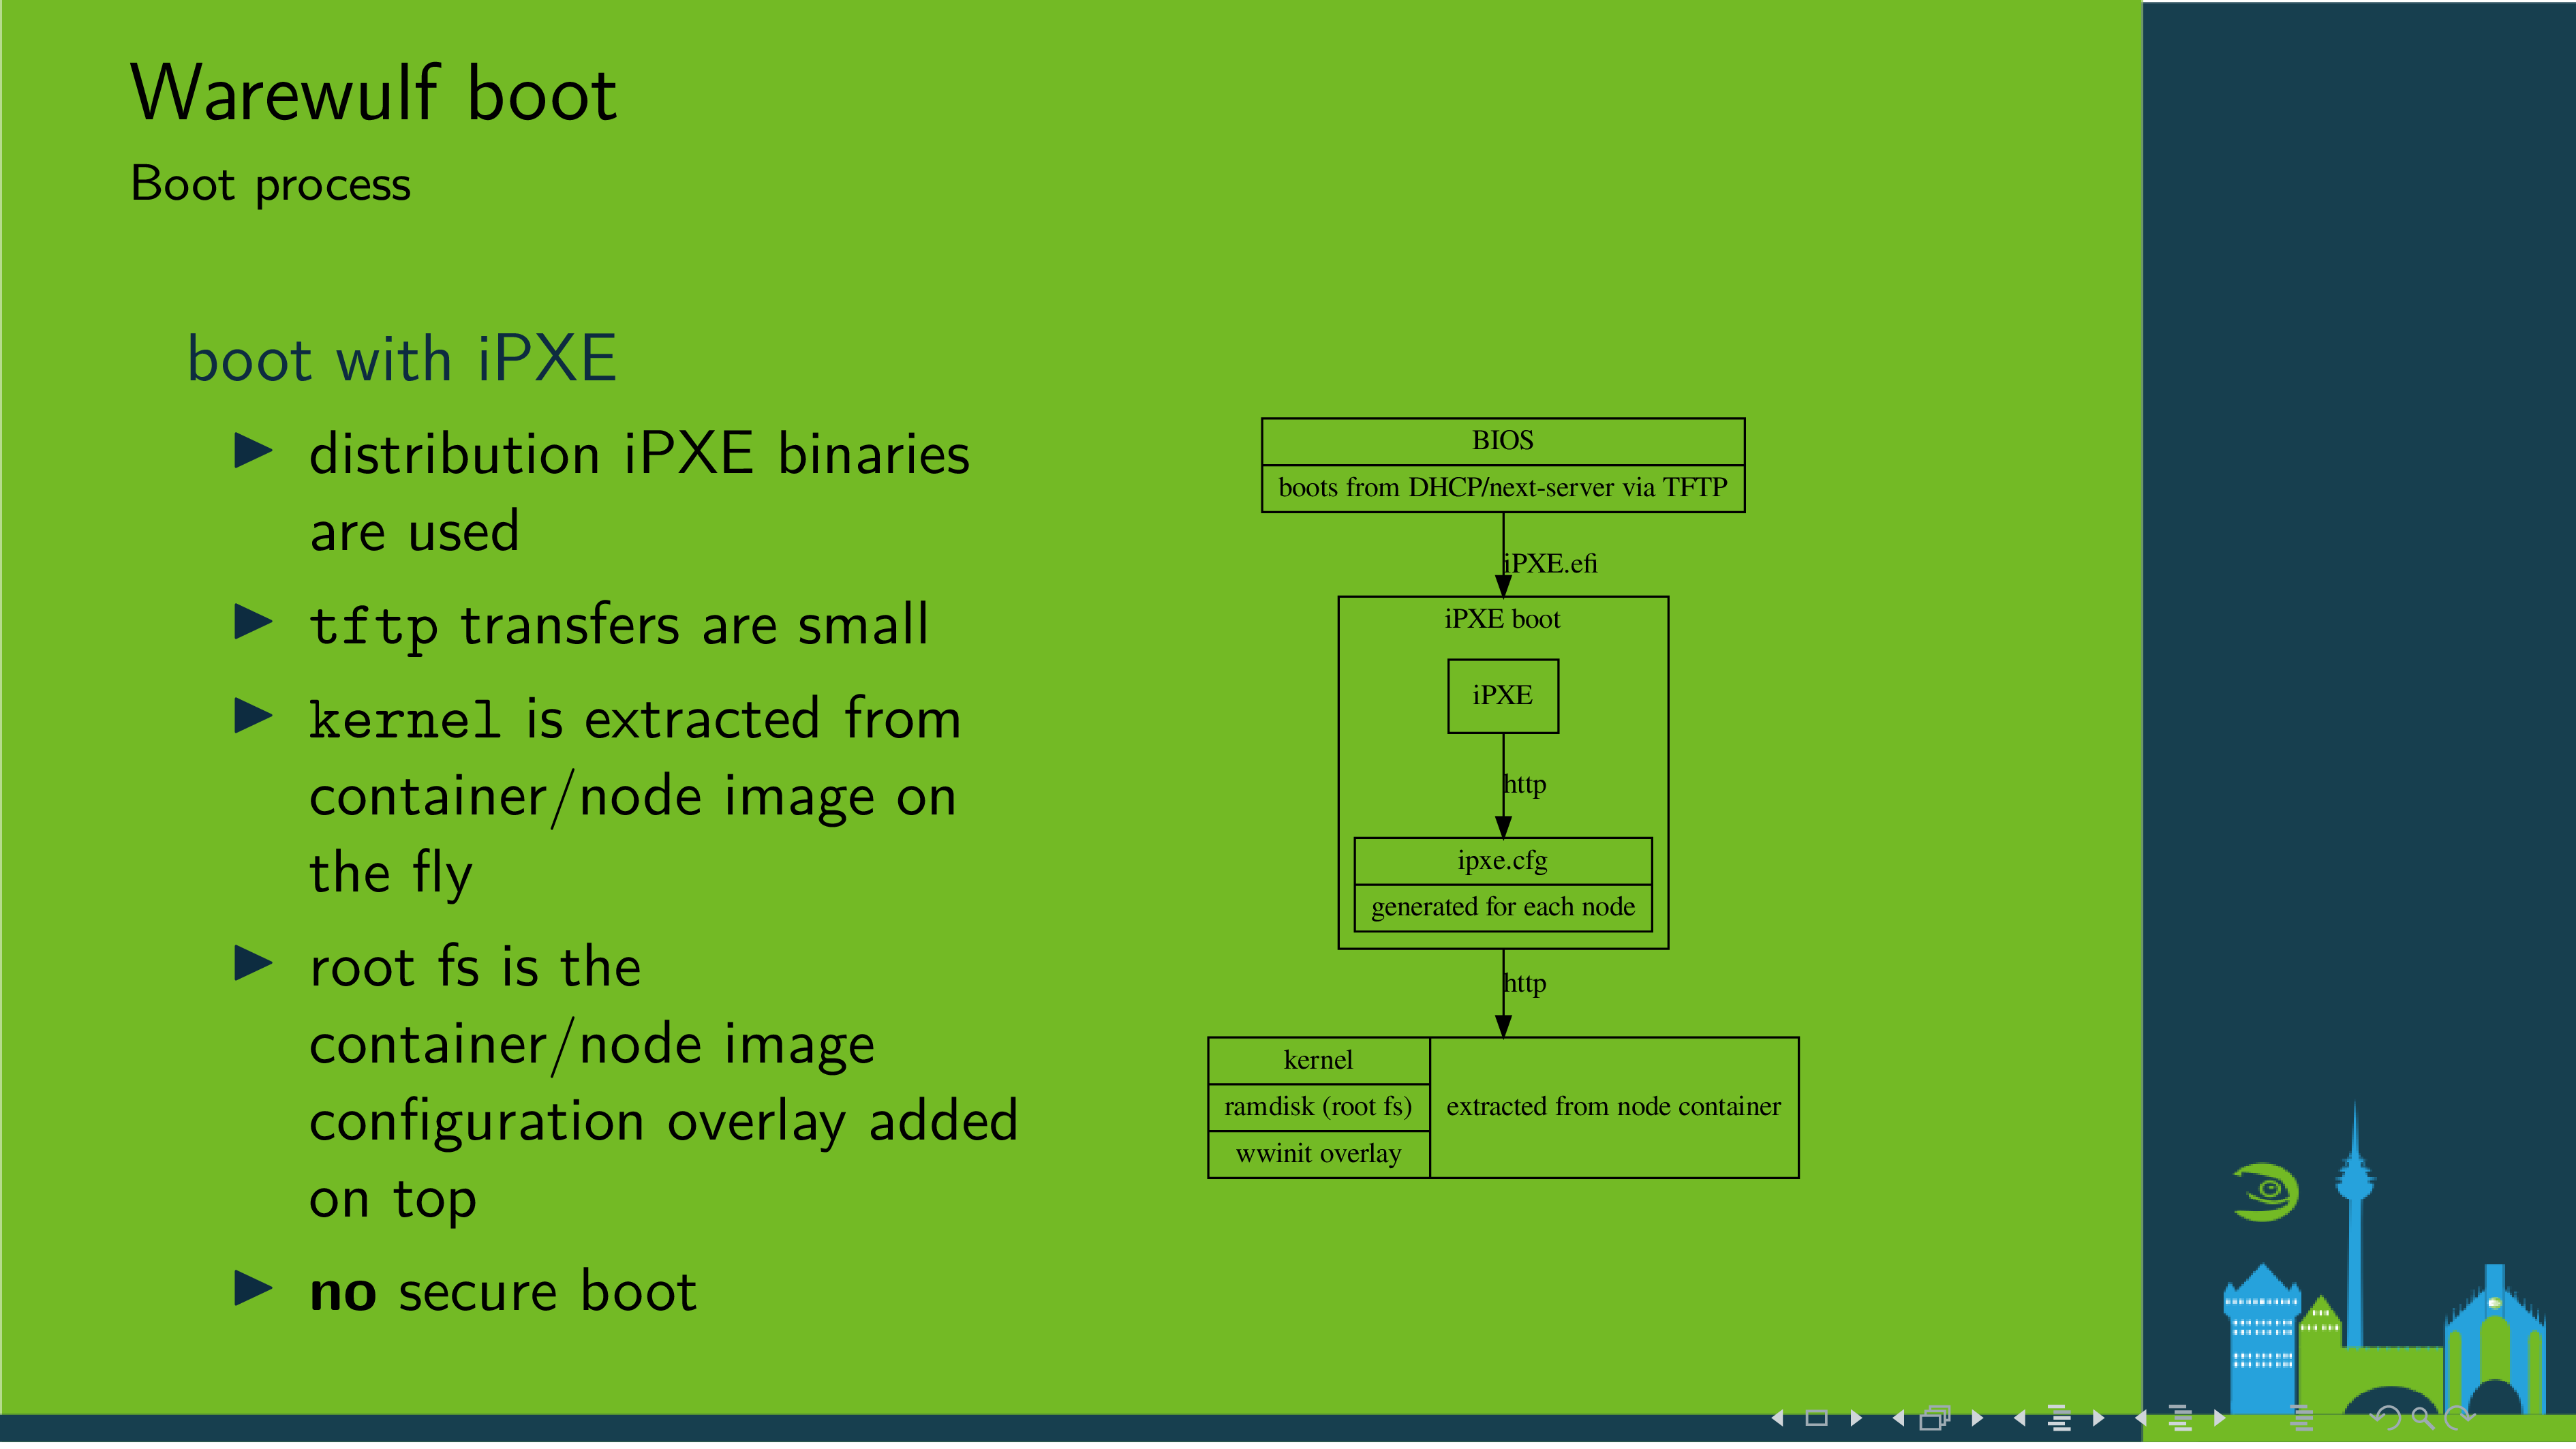 Warewulf boot
Boot process
boot with iPXE
distribution iPXE binaries
are used
tftp transfers are small
kernel is extracted from
container/node image on
the fly
root fs is the
container/node image
configuration overlay added
on top
no secure boot
BIOS
boots from DHCP/next-server via TFTP
iPXE.efi
iPXE boot
iPXE
http
ipxe.cfg
generated for each node
http
kernel
ramdisk (root fs)
wwinit overlay
extracted from node container